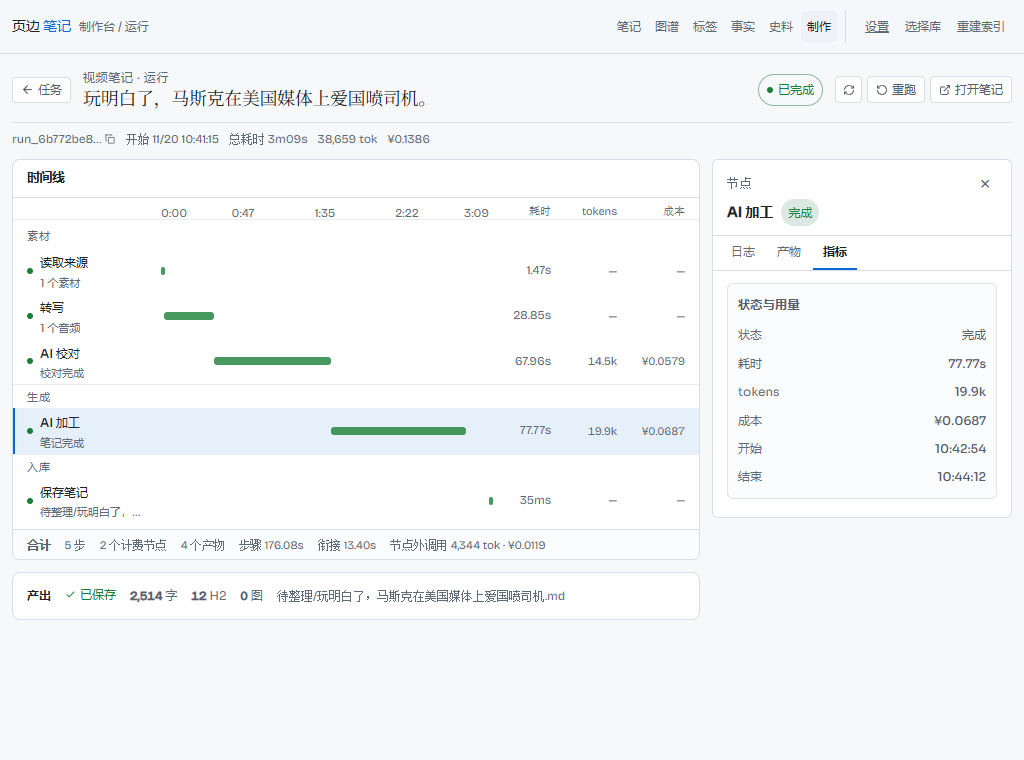 页边 笔记 制作台 / 运行 笔记 图谱 标签 事实 史料 制作 设置 选择库 重建索引
← 任务
视频笔记 · 运行
玩明白了，马斯克在美国媒体上爱国喷司机。
已完成 重跑 打开笔记
run_6b772be8... 开始 11/20 10:41:15 总耗时 3m09s 38,659 tok ¥0.1386
时间线
0:00 0:47 1:35 2:22 3:09 耗时 tokens 成本
素材
读取来源
1 个素材
1.47s — —
转写
1 个音频
28.85s — —
AI 校对
校对完成
67.96s 14.5k ¥0.0579
生成
AI 加工
笔记完成
77.77s 19.9k ¥0.0687
入库
保存笔记
待整理/玩明白了，...
35ms — —
合计 5 步 2 个计费节点 4 个产物 步骤 176.08s 衔接 13.40s 节点外调用 4,344 tok · ¥0.0119
产出 ✓ 已保存 2,514 字 12 H2 0 图 待整理/玩明白了，马斯克在美国媒体上爱国喷司机.md
节点 ×
AI 加工 完成
日志 产物 指标
状态与用量
状态 完成
耗时 77.77s
tokens 19.9k
成本 ¥0.0687
开始 10:42:54
结束 10:44:12